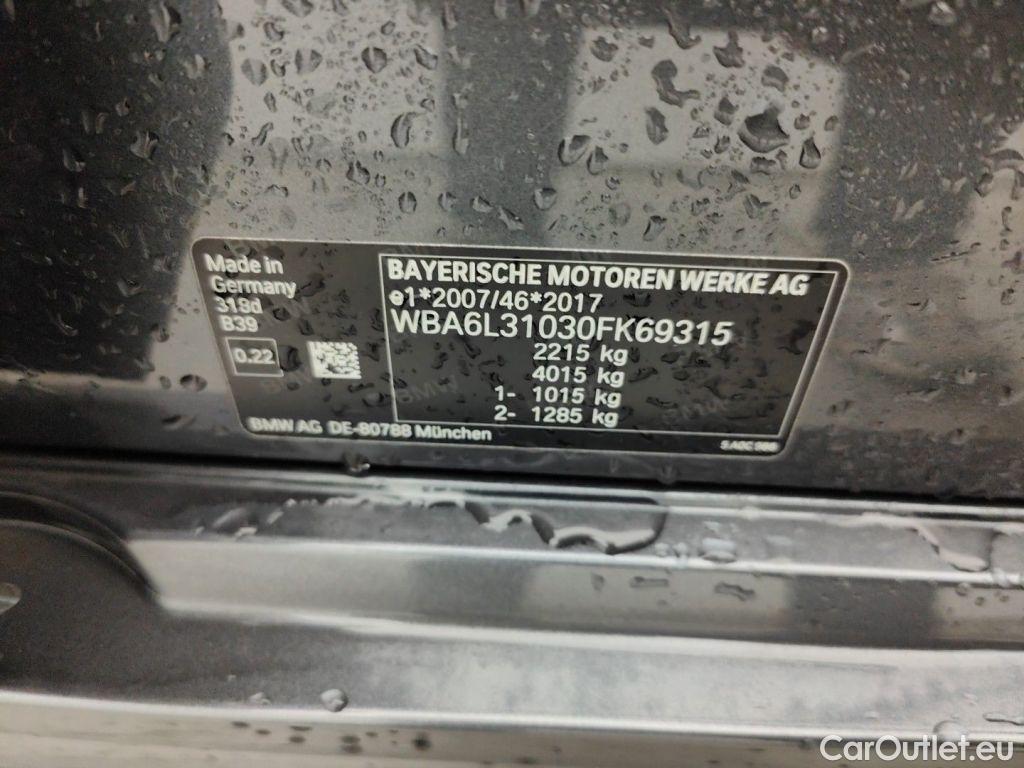 Made in
Germany
318d
B39
0.22
BMW AG DE-80788 München
BAYERISCHE MOTOREN WERKE AG
e1*2007/46*2017
WBA6L31030FK69315
2215 kg
4015 kg
1- 1015 kg
2- 1285 kg
CarOutlet.eu